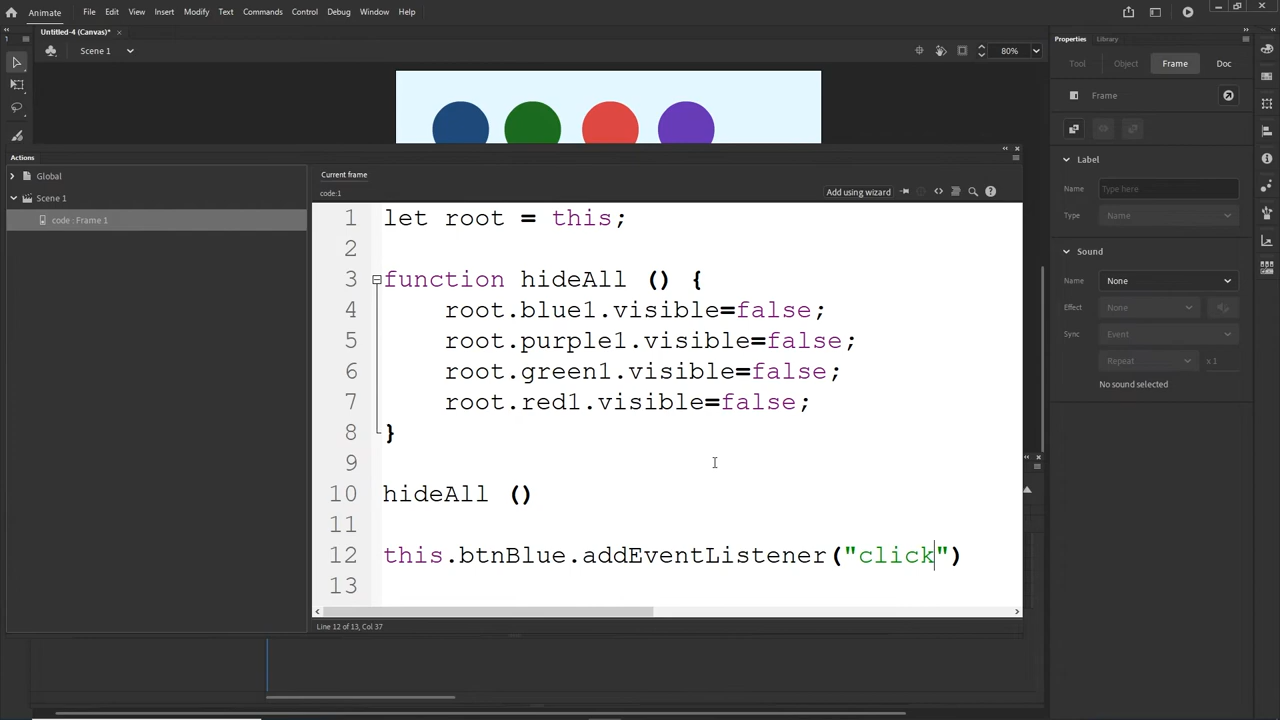 Animate File Edit View Insert Modify Text Commands Control Debug Window Help
Untitled-4 (Canvas)* ×
Scene 1 80%
Properties Library
Tool Object Frame Doc
Frame
Label
Name Type here
Type Name
Sound
Name None
Effect None
Sync Event
Repeat x 1
No sound selected
Actions
Global
Scene 1
code : Frame 1
Current frame
code:1
Add using wizard
1 let root = this;
2
3 function hideAll () {
4 root.blue1.visible=false;
5 root.purple1.visible=false;
6 root.green1.visible=false;
7 root.red1.visible=false;
8 }
9
10 hideAll ()
11
12 this.btnBlue.addEventListener("click")
13
Line 12 of 13, Col 37